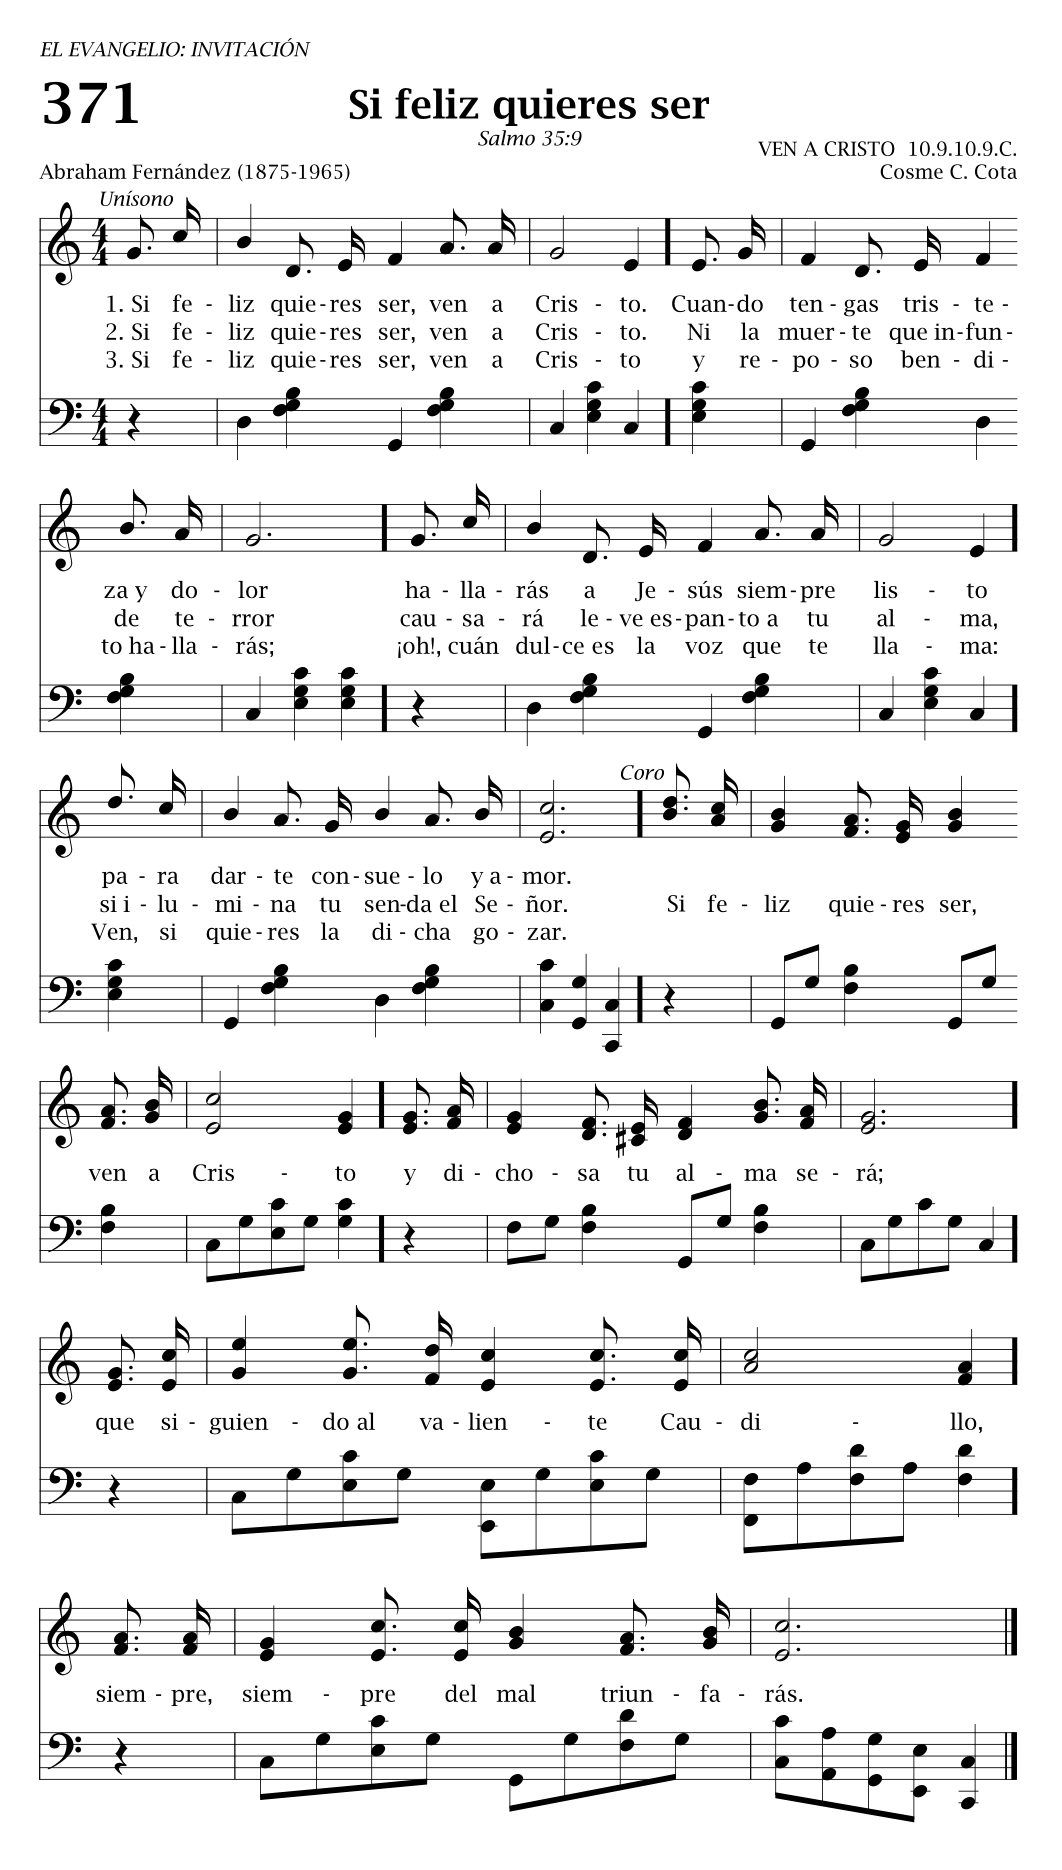 EL EVANGELIO: INVITACIÓN
371
Si feliz quieres ser
Salmo 35:9
VEN A CRISTO 10.9.10.9.C.
Abraham Fernández (1875-1965)
Cosme C. Cota
Unísono
1. Si fe - liz quie - res ser, ven a Cris - to. Cuan - do ten - gas tris - te -
2. Si fe - liz quie - res ser, ven a Cris - to. Ni la muer - te que in - fun -
3. Si fe - liz quie - res ser, ven a Cris - to y re - po - so ben - di -
za y do - lor ha - lla - rás a Je - sús siem - pre lis - to
de te - rror cau - sa - rá le - ve es - pan - to a tu al - ma,
to ha - lla - rás; ¡oh!, cuán dul - ce es la voz que te lla - ma:
Coro
pa - ra dar - te con - sue - lo y a - mor.
si i - lu - mi - na tu sen - da el Se - ñor. Si fe - liz quie - res ser,
Ven, si quie - res la di - cha go - zar.
ven a Cris - to y di - cho - sa tu al - ma se - rá;
que si - guien - do al va - lien - te Cau - di - llo,
siem - pre, siem - pre del mal triun - fa - rás.